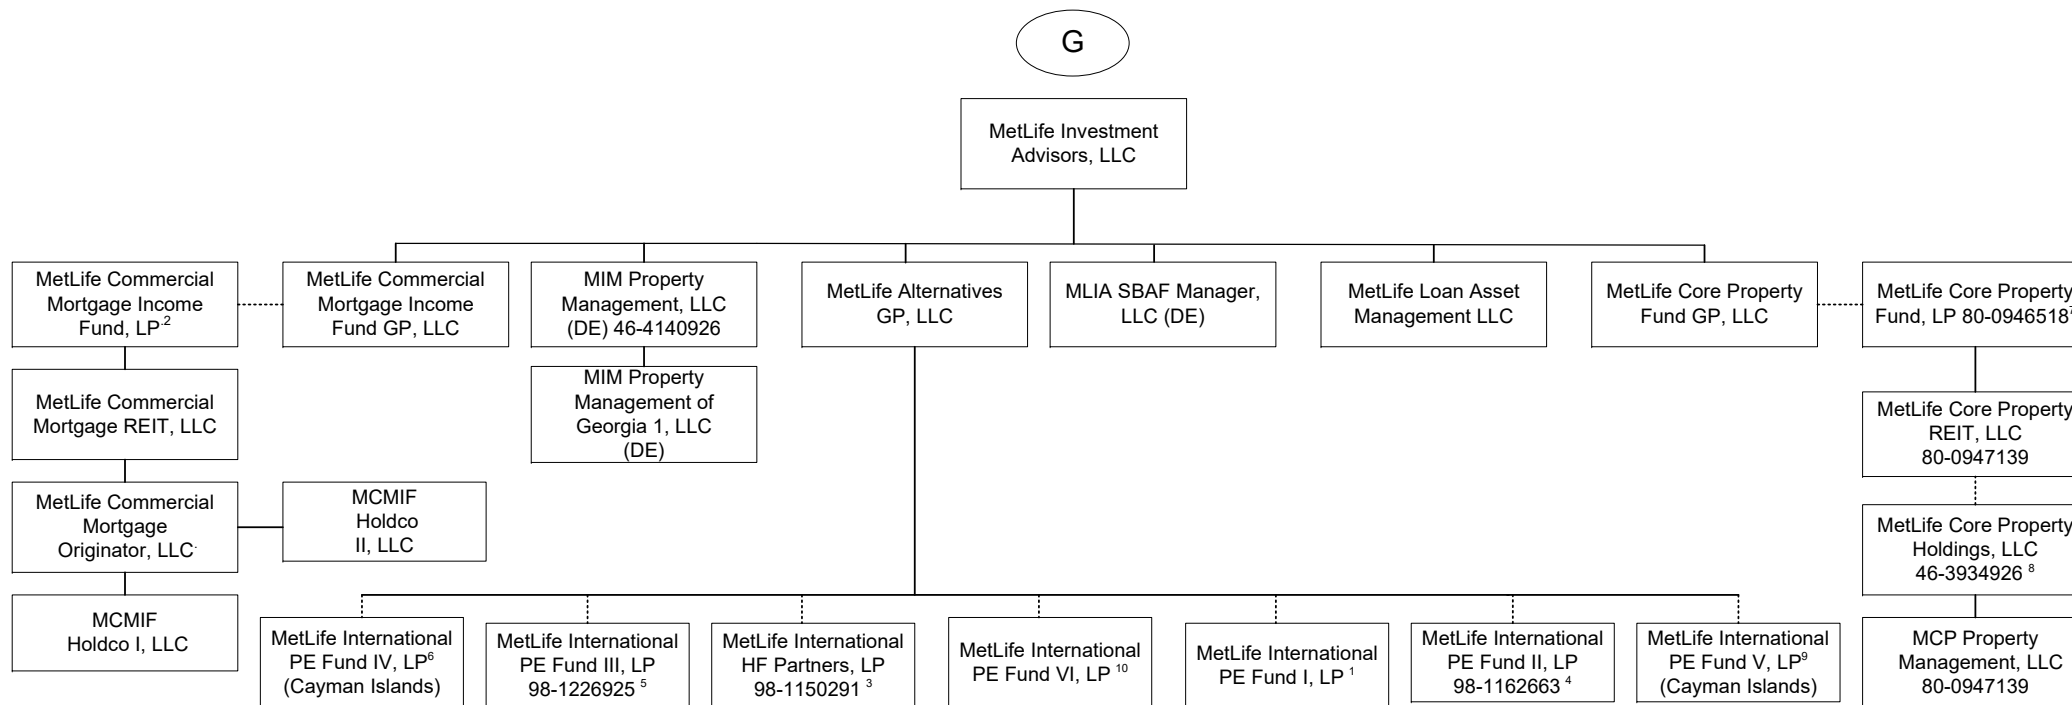 G
MetLife Investment
Advisors, LLC
MetLife Commercial
Mortgage Income
Fund, LP.2
MetLife Commercial
Mortgage Income
Fund GP, LLC
MIM Property
Management, LLC
(DE) 46-4140926
MetLife Alternatives
GP, LLC
MLIA SBAF Manager,
LLC (DE)
MetLife Loan Asset
Management LLC
MetLife Core Property
Fund GP, LLC
MetLife Core Property
Fund, LP 80-0946518
MetLife Commercial
Mortgage REIT, LLC
MIM Property
Management of
Georgia 1, LLC
(DE)
MetLife Core Property
REIT, LLC
80-0947139
MetLife Commercial
Mortgage
Originator, LLC.
MCMIF
Holdco
II, LLC
MetLife Core Property
Holdings, LLC
46-3934926 8
MCMIF
Holdco I, LLC
MetLife International
PE Fund IV, LP6
(Cayman Islands)
MetLife International
PE Fund III, LP
98-1226925 5
MetLife International
HF Partners, LP
98-1150291 3
MetLife International
PE Fund VI, LP 10
MetLife International
PE Fund I, LP 1
MetLife International
PE Fund II, LP
98-1162663 4
MetLife International
PE Fund V, LP9
(Cayman Islands)
MCP Property
Management, LLC
80-0947139